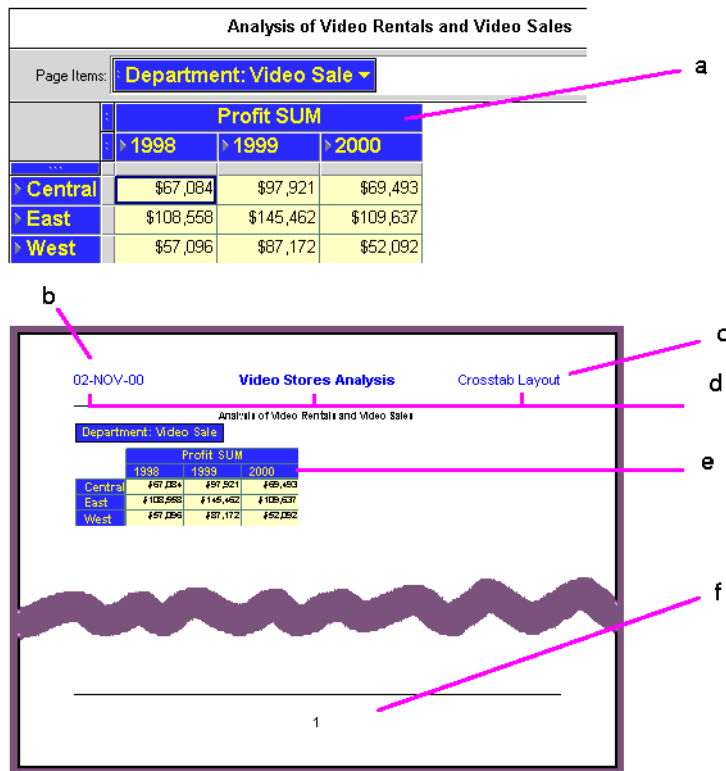 Analysis of Video Rentals and Video Sales
Page Items: Department: Video Sale
a
Profit SUM
1998 1999 2000
Central $67,084 $97,921 $69,493
East $108,558 $145,462 $109,637
West $57,096 $87,172 $52,092
b
c
02-NOV-00 Video Stores Analysis Crosstab Layout
d
Analysis of Video Rentals and Video Sales
Department: Video Sale
Profit SUM
e
1998 1999 2000
Central $67,084 $97,921 $69,493
East $108,558 $145,462 $109,637
West $57,096 $87,172 $52,092
f
1